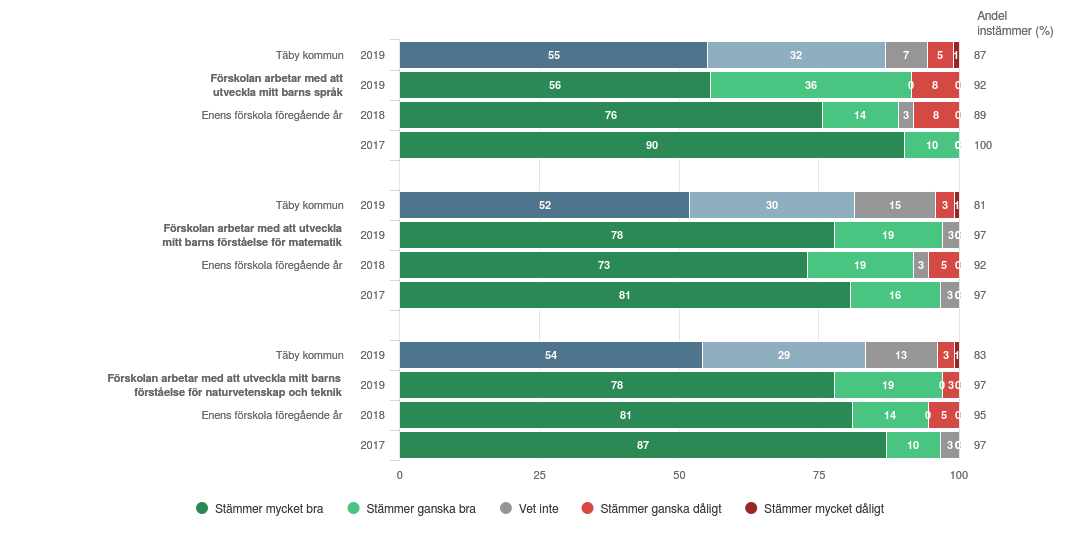 Andel
instämmer (%)
Täby kommun 2019 55 32 7 5 1 87
Förskolan arbetar med att
utveckla mitt barns språk
2019 56 36 0 8 0 92
Enens förskola föregående år 2018 76 14 3 8 0 89
2017 90 10 0 100
Täby kommun 2019 52 30 15 3 1 81
Förskolan arbetar med att utveckla
mitt barns förståelse för matematik
2019 78 19 3 0 97
Enens förskola föregående år 2018 73 19 3 5 0 92
2017 81 16 3 0 97
Täby kommun 2019 54 29 13 3 1 83
Förskolan arbetar med att utveckla mitt barns
förståelse för naturvetenskap och teknik
2019 78 19 0 3 0 97
Enens förskola föregående år 2018 81 14 0 5 0 95
2017 87 10 3 0 97
0 25 50 75 100
Stämmer mycket bra Stämmer ganska bra Vet inte Stämmer ganska dåligt Stämmer mycket dåligt